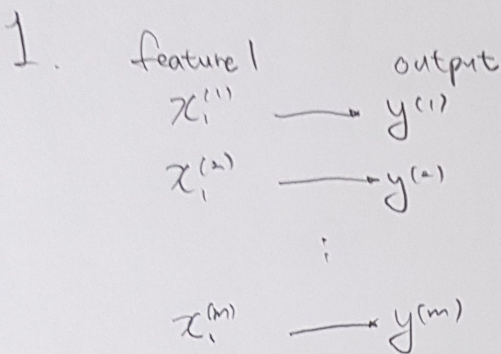 1. feature 1 output
x₁⁽¹⁾ → y⁽¹⁾
x₁⁽²⁾ → y⁽²⁾
⋮
x₁⁽ᵐ⁾ → y⁽ᵐ⁾